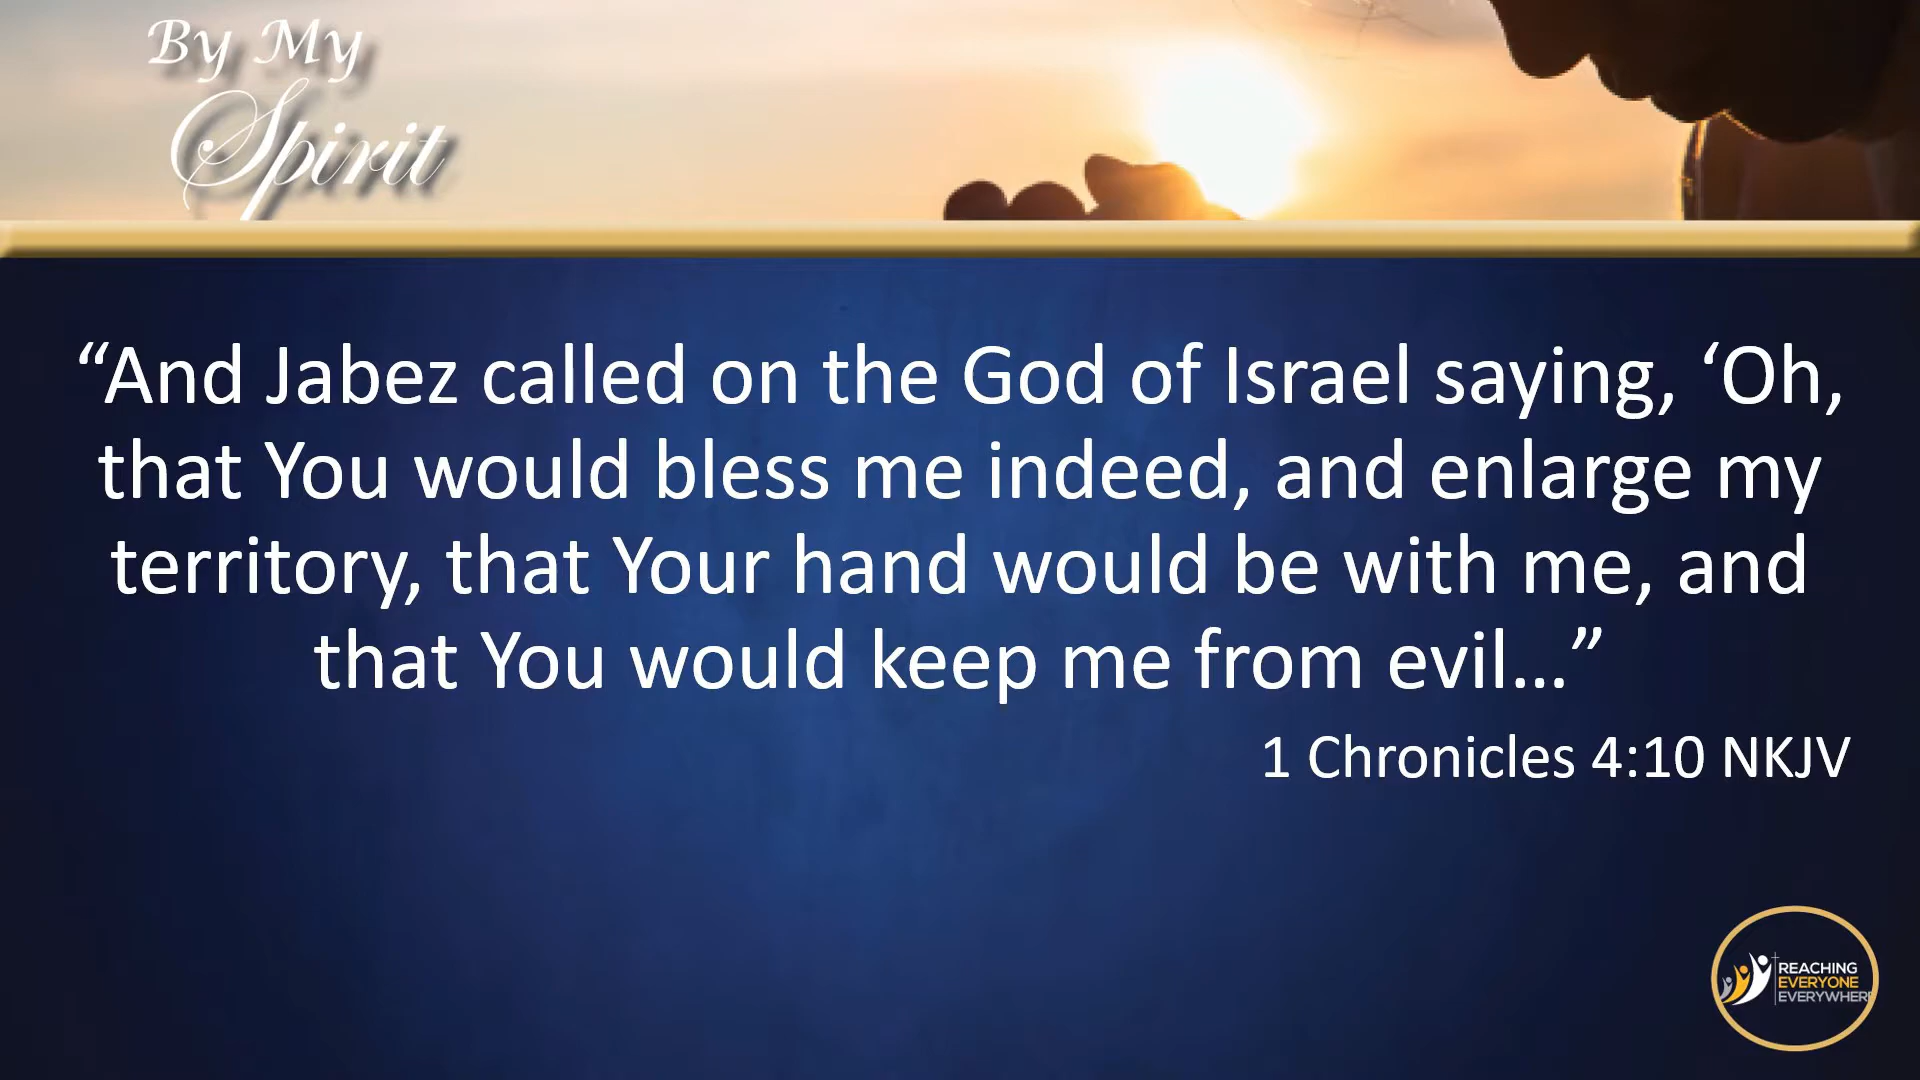 By My
Spirit
“And Jabez called on the God of Israel saying, ‘Oh,
that You would bless me indeed, and enlarge my
territory, that Your hand would be with me, and
that You would keep me from evil…”
1 Chronicles 4:10 NKJV
REACHING
EVERYONE
EVERYWHERE